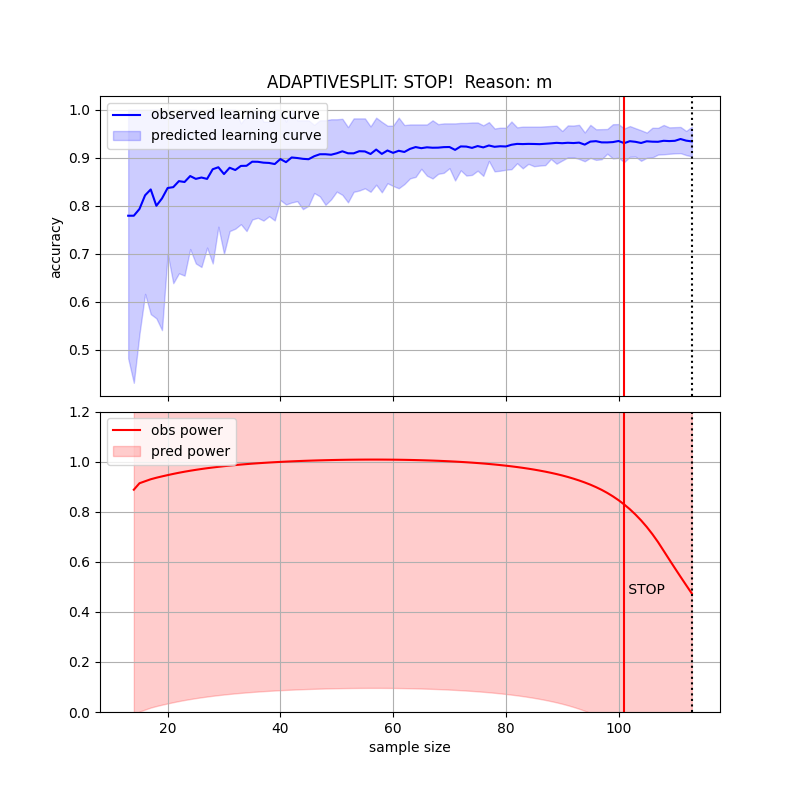 ADAPTIVESPLIT: STOP!  Reason: m
observed learning curve
predicted learning curve
1.0
0.9
0.8
0.7
0.6
0.5
accuracy
obs power
pred power
1.2
1.0
0.8
0.6
0.4
0.2
0.0
STOP
20 40 60 80 100
sample size